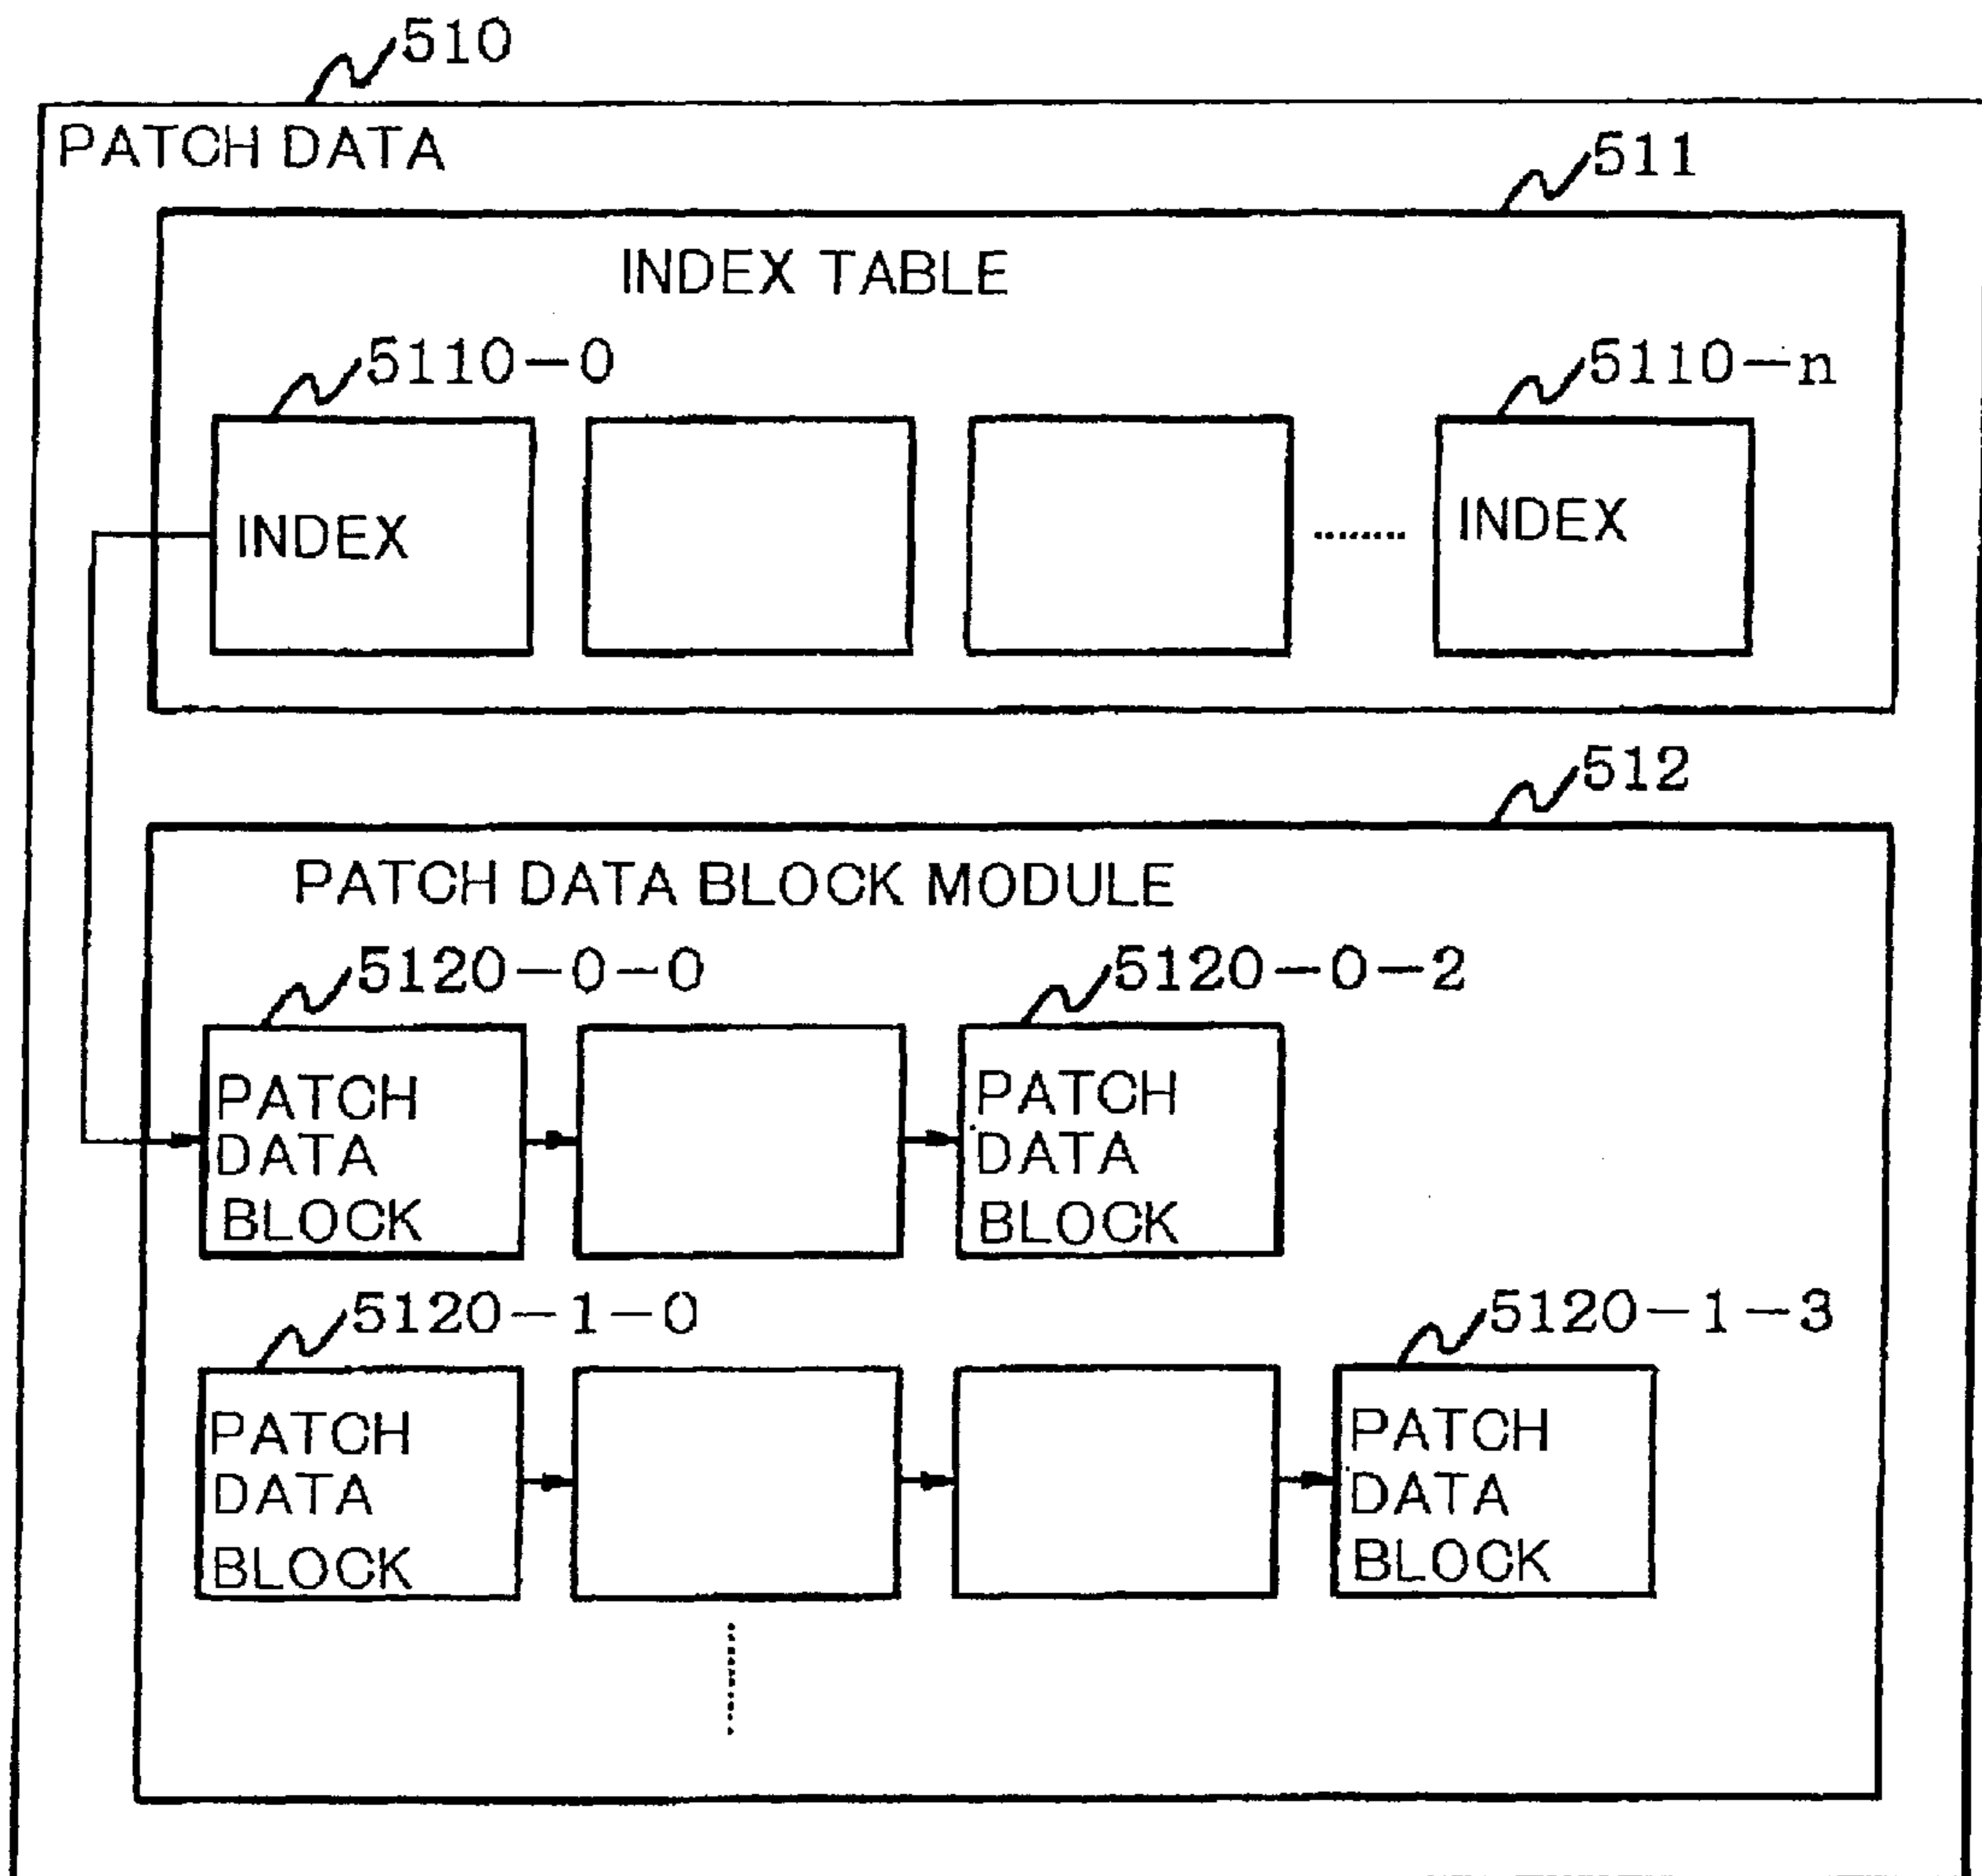 510
PATCH DATA
511
INDEX TABLE
5110-0
5110-n
INDEX
INDEX
512
PATCH DATA BLOCK MODULE
5120-0-0
5120-0-2
PATCH
DATA
BLOCK
PATCH
DATA
BLOCK
5120-1-0
5120-1-3
PATCH
DATA
BLOCK
PATCH
DATA
BLOCK